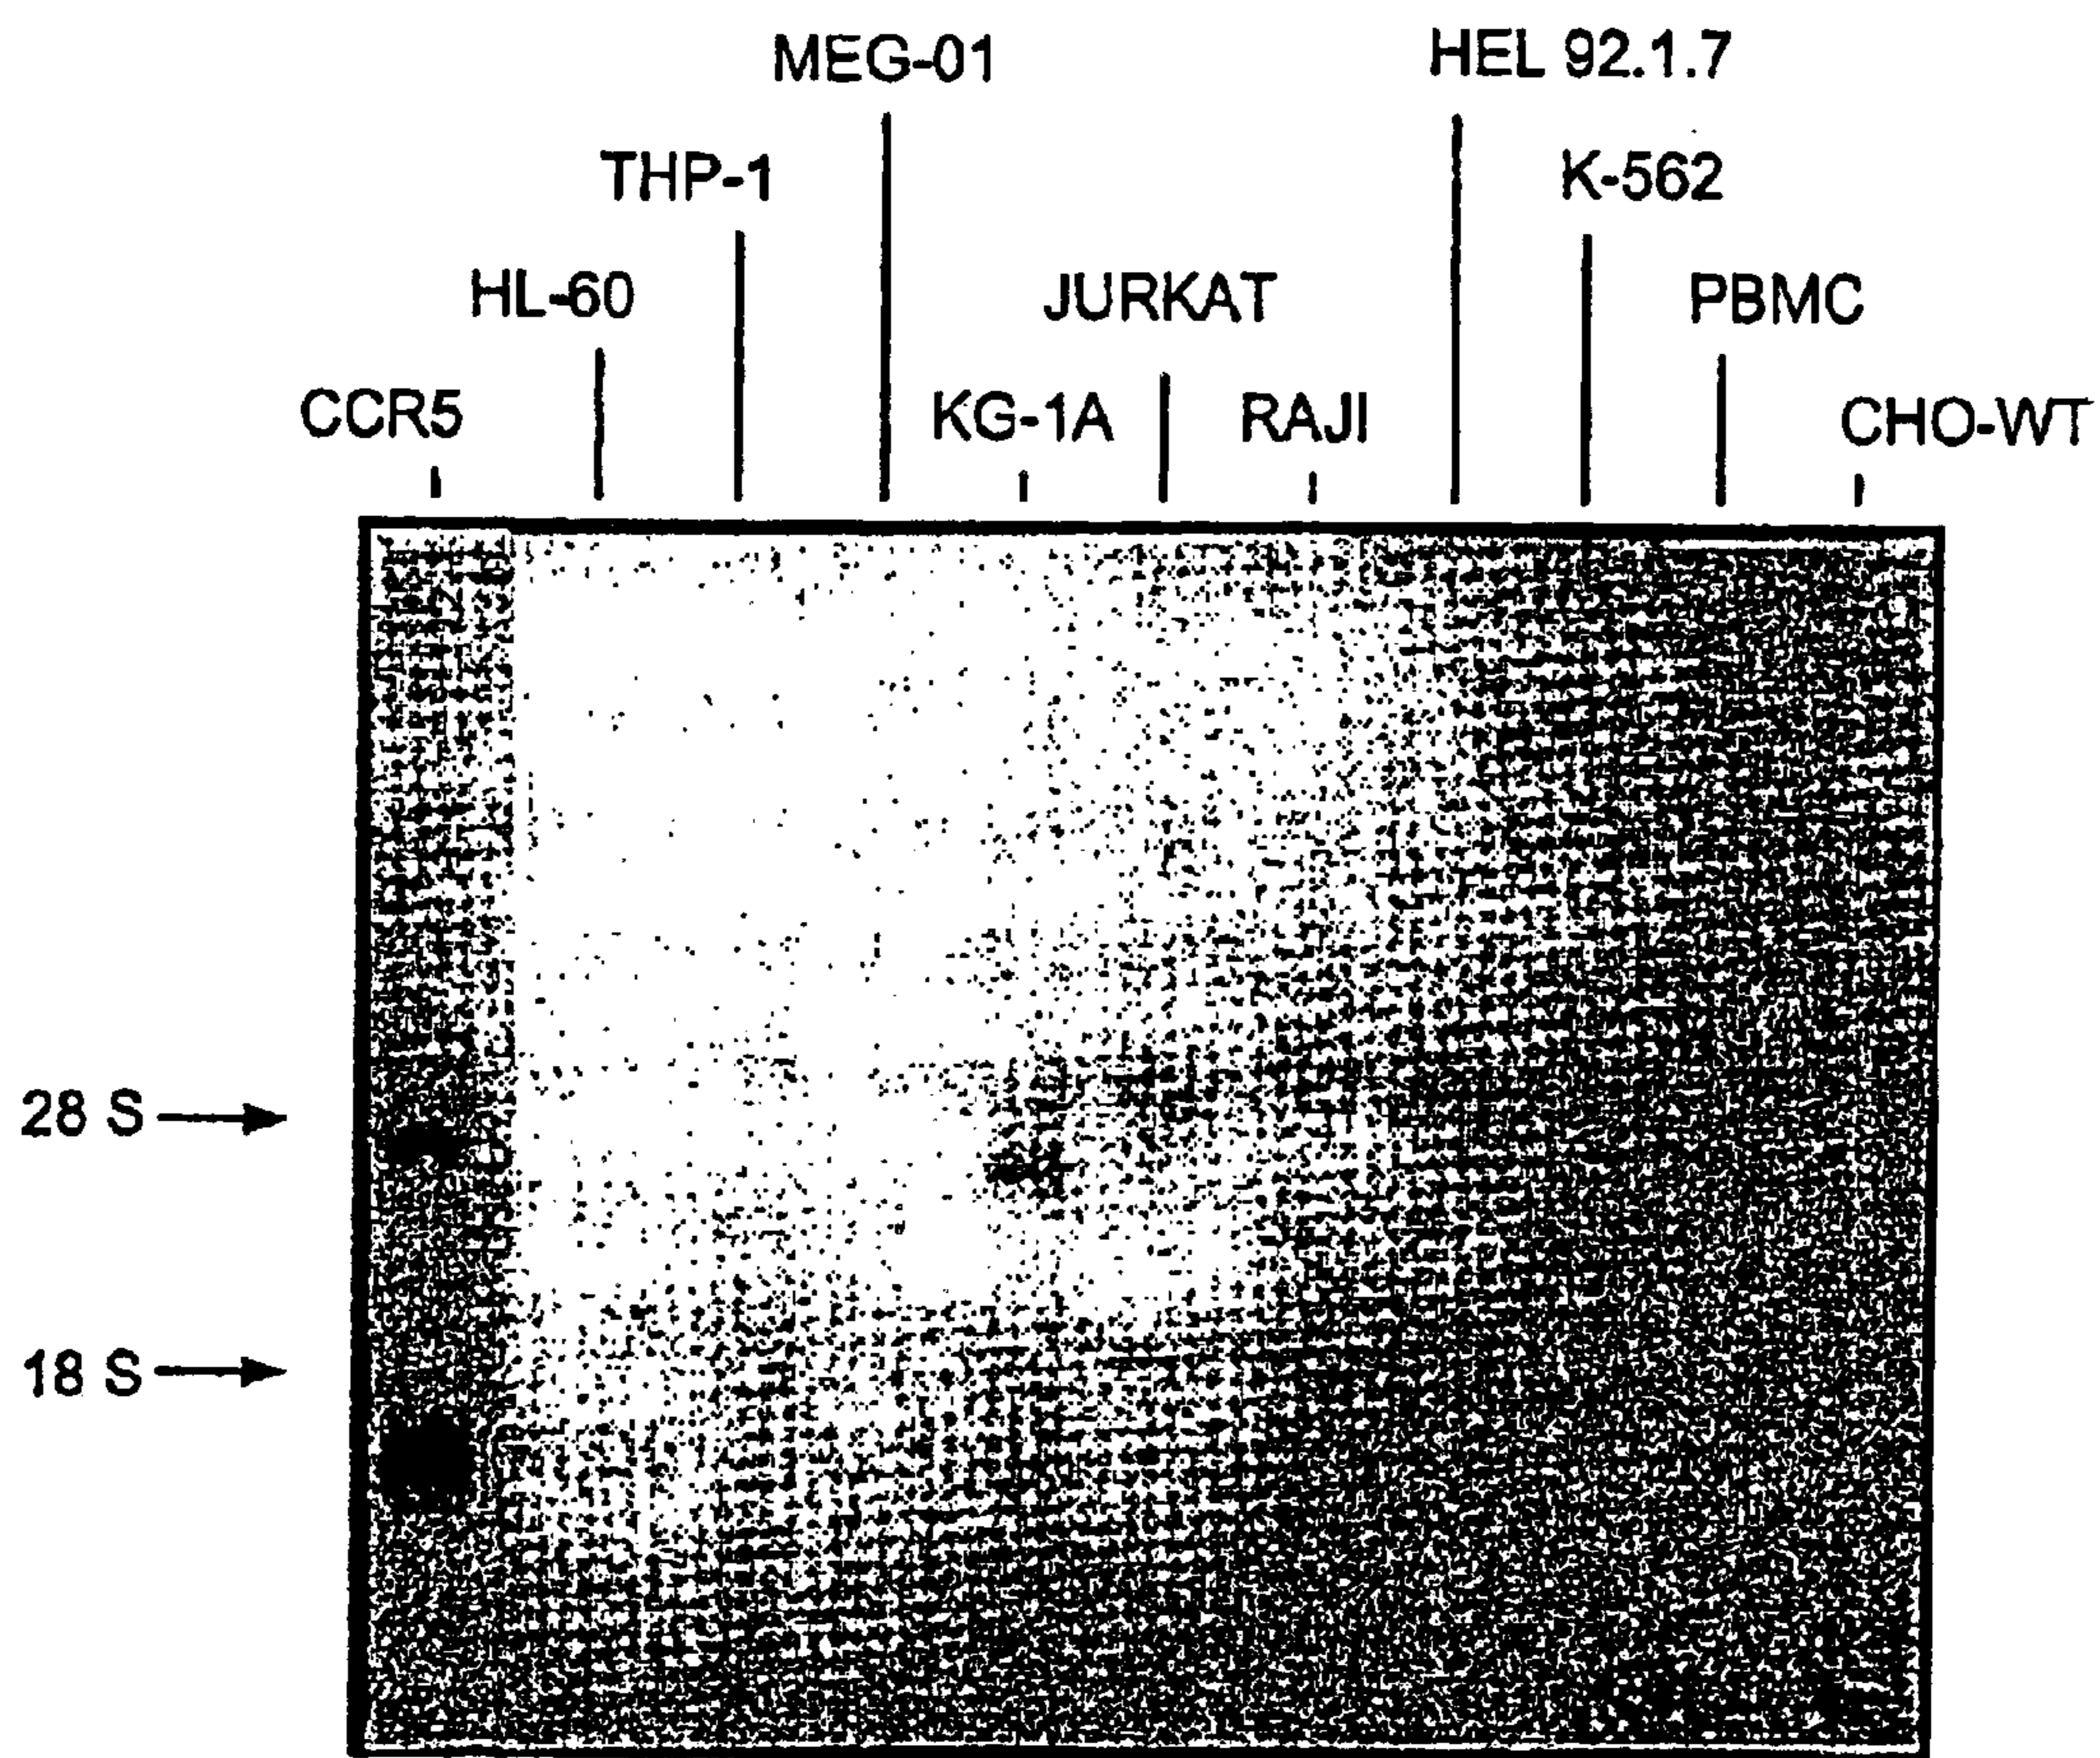 MEG-01
HEL 92.1.7
THP-1
K-562
HL-60
JURKAT
PBMC
CCR5
KG-1A
RAJI
CHO-WT
28 S
18 S